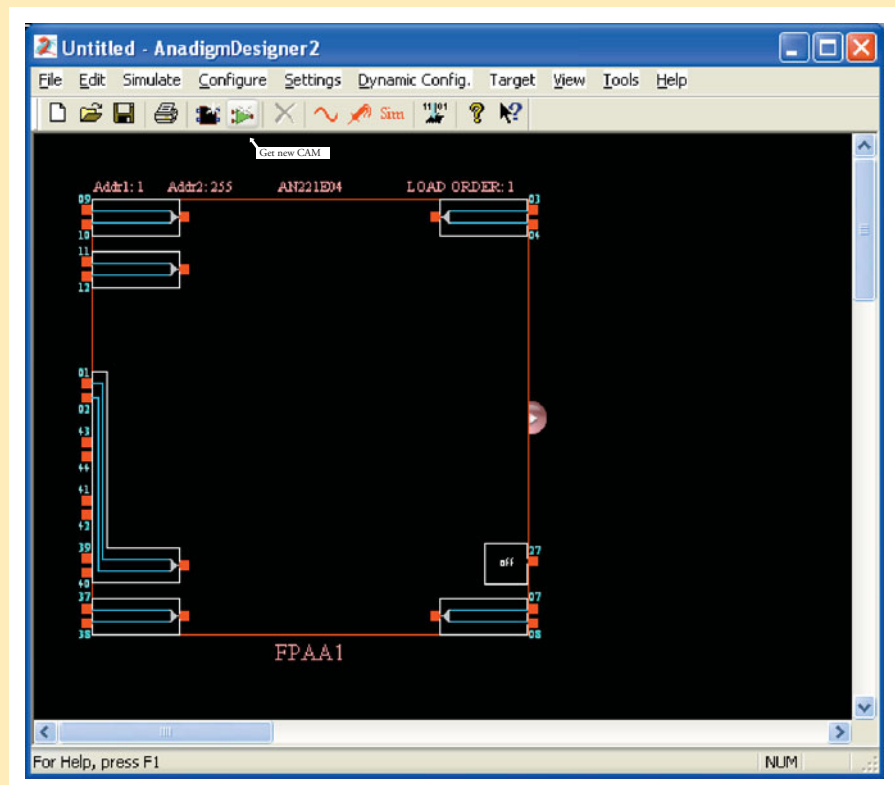 Untitled - AnadigmDesigner2
File Edit Simulate Configure Settings Dynamic Config. Target View Tools Help
Sim 11101
Get new CAM
Addr1: 1 Addr2: 255 AN221E04 LOAD ORDER: 1
09 03
10 04
11
12
01
02
43
44
41
42
39 27
off
40
37 07
38 08
FPAA1
For Help, press F1 NUM